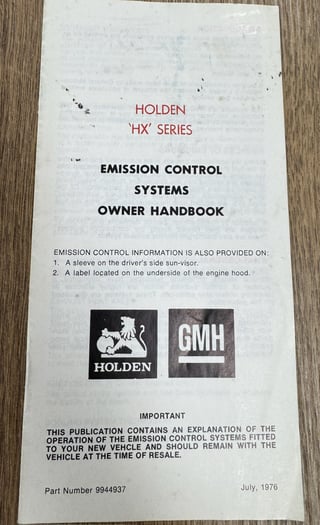 HOLDEN
'HX' SERIES
EMISSION CONTROL
SYSTEMS
OWNER HANDBOOK
EMISSION CONTROL INFORMATION IS ALSO PROVIDED ON:
1. A sleeve on the driver's side sun-visor.
2. A label located on the underside of the engine hood.
HOLDEN
GMH
IMPORTANT
THIS PUBLICATION CONTAINS AN EXPLANATION OF THE
OPERATION OF THE EMISSION CONTROL SYSTEMS FITTED
TO YOUR NEW VEHCLE AND SHOULD REMAIN WITH THE
VEHICLE AT THE TIME OF RESALE.
Part Number 9944937
July, 1976